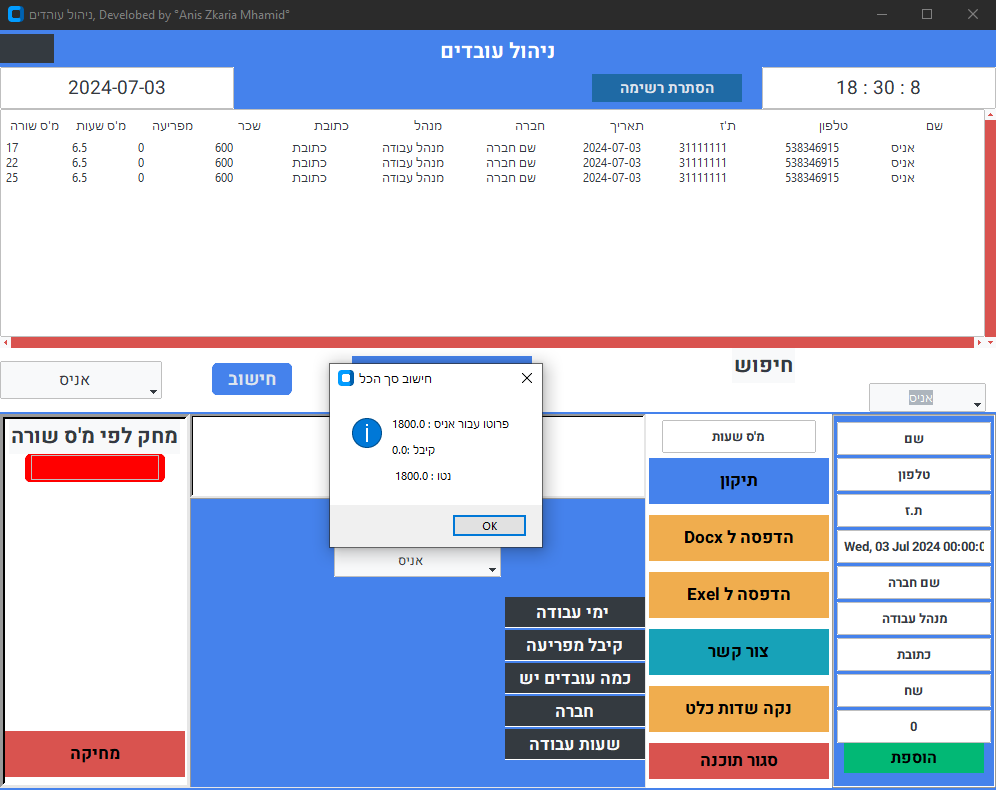 ניהול עוהדים, Develobed by "Anis Zkaria Mhamid"
ניהול עובדים
18 : 30 : 8
הסתרת רשימה
2024-07-03
שם טלפון ת'ז תאריך חברה מנהל כתובת שכר מפריעה מ'ס שעות מ'ס שורה
אניס 538346915 31111111 2024-07-03 שם חברה מנהל עבודה כתובת 600 0 6.5 17
אניס 538346915 31111111 2024-07-03 שם חברה מנהל עבודה כתובת 600 0 6.5 22
אניס 538346915 31111111 2024-07-03 שם חברה מנהל עבודה כתובת 600 0 6.5 25
חיפוש
אניס
חישוב
אניס
חישוב סך הכל
פרוטו עבור אניס : 1800.0
קיבל :0.0
נטו : 1800.0
OK
אניס
שם
טלפון
ת.ז
Wed, 03 Jul 2024 00:00:0
שם חברה
מנהל עבודה
כתובת
שח
0
הוספת
מ'ס שעות
תיקון
הדפסה ל Docx
הדפסה ל Exel
צור קשר
נקה שדות כלט
סגור תוכנה
ימי עבודה
קיבל מפריעה
כמה עובדים יש
חברה
שעות עבודה
מחק לפי מ'ס שורה
מחיקה